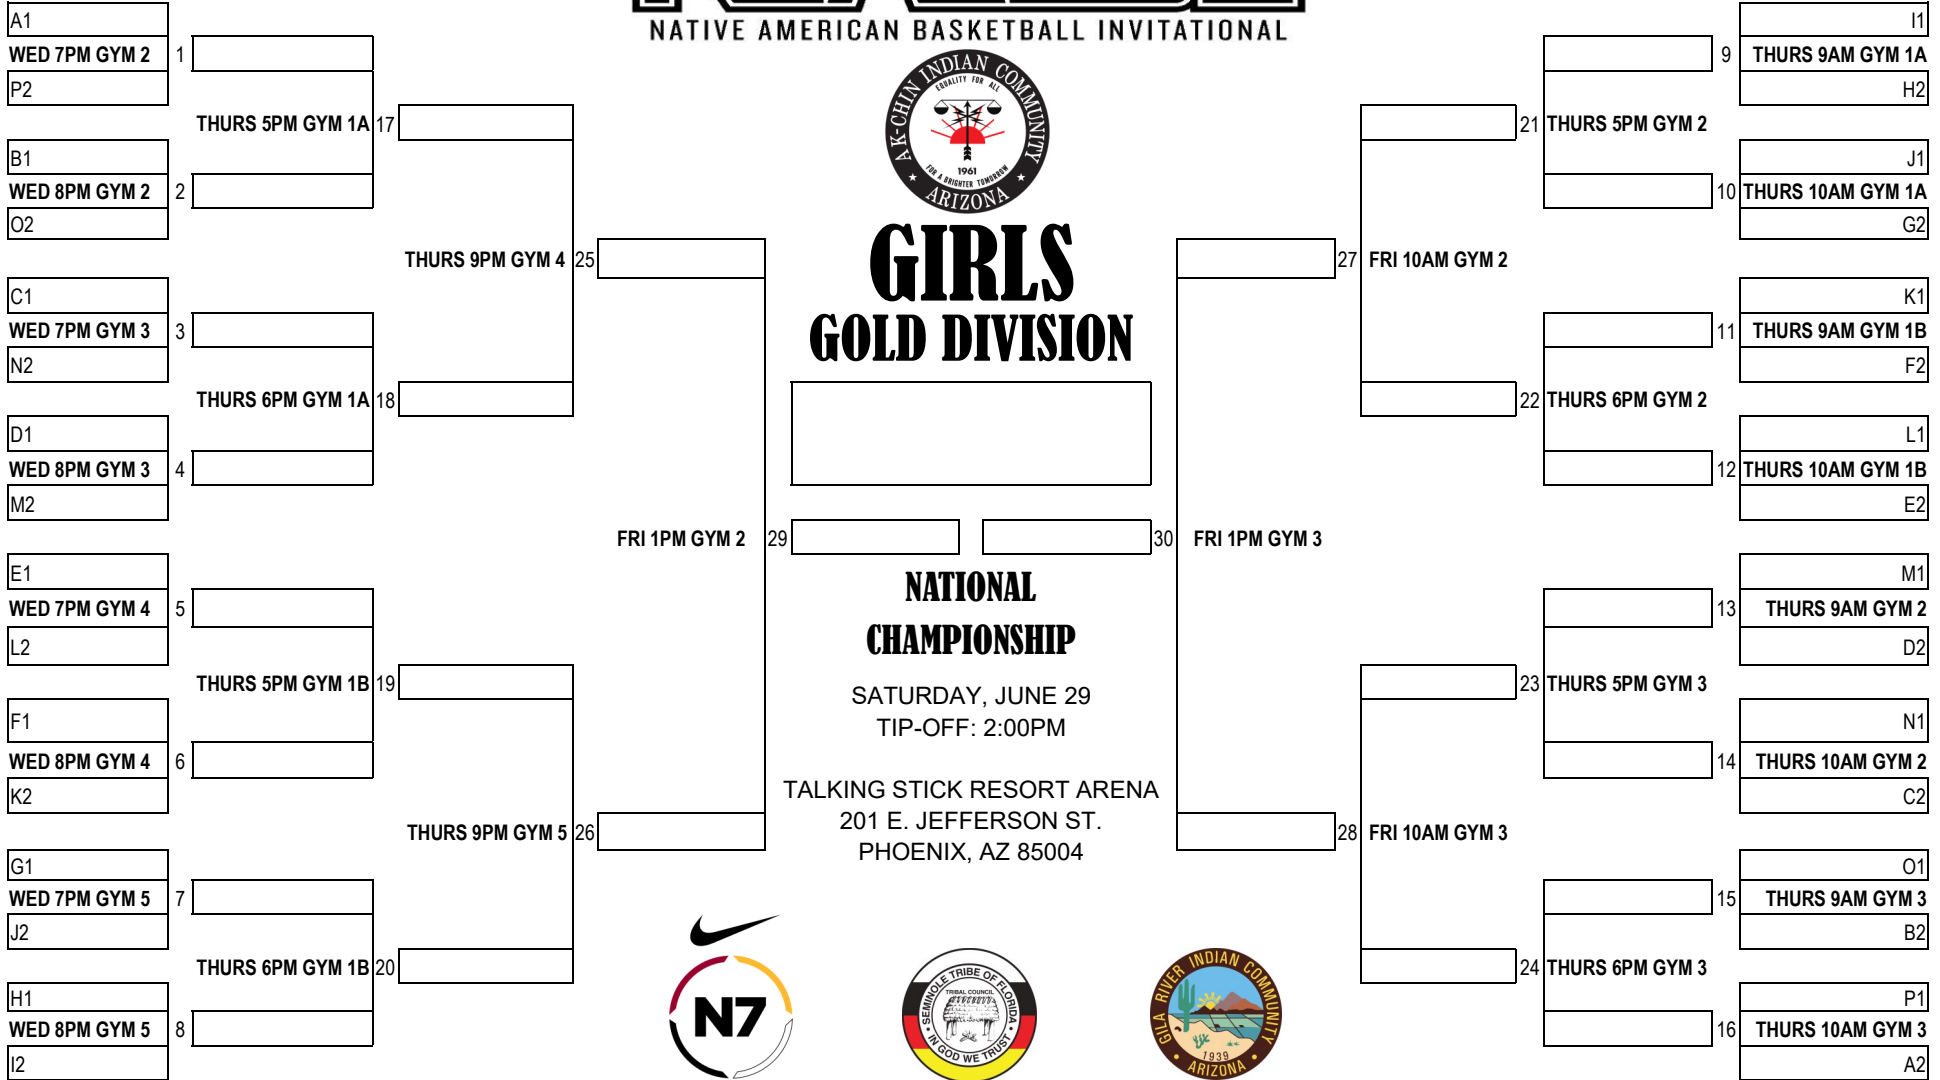 NATIVE AMERICAN BASKETBALL INVITATIONAL
AK-CHIN INDIAN COMMUNITY
EQUALITY FOR ALL
1961
FOR A BRIGHTER TOMORROW
ARIZONA
GIRLS
GOLD DIVISION
A1
WED 7PM GYM 2 1
P2
THURS 5PM GYM 1A 17
B1
WED 8PM GYM 2 2
O2
THURS 9PM GYM 4 25
C1
WED 7PM GYM 3 3
N2
THURS 6PM GYM 1A 18
D1
WED 8PM GYM 3 4
M2
FRI 1PM GYM 2 29
E1
WED 7PM GYM 4 5
L2
THURS 5PM GYM 1B 19
F1
WED 8PM GYM 4 6
K2
THURS 9PM GYM 5 26
G1
WED 7PM GYM 5 7
J2
THURS 6PM GYM 1B 20
H1
WED 8PM GYM 5 8
I2
I1
9 THURS 9AM GYM 1A
H2
21 THURS 5PM GYM 2
J1
10 THURS 10AM GYM 1A
G2
27 FRI 10AM GYM 2
K1
11 THURS 9AM GYM 1B
F2
22 THURS 6PM GYM 2
L1
12 THURS 10AM GYM 1B
E2
30 FRI 1PM GYM 3
M1
13 THURS 9AM GYM 2
D2
23 THURS 5PM GYM 3
N1
14 THURS 10AM GYM 2
C2
28 FRI 10AM GYM 3
O1
15 THURS 9AM GYM 3
B2
24 THURS 6PM GYM 3
P1
16 THURS 10AM GYM 3
A2
NATIONAL
CHAMPIONSHIP
SATURDAY, JUNE 29
TIP-OFF: 2:00PM
TALKING STICK RESORT ARENA
201 E. JEFFERSON ST.
PHOENIX, AZ 85004
N7
SEMINOLE TRIBE OF FLORIDA
TRIBAL COUNCIL
IN GOD WE TRUST
GILA RIVER INDIAN COMMUNITY
1939
ARIZONA